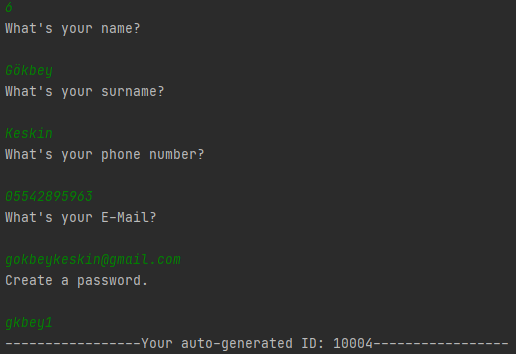 6
What's your name?
Gökbey
What's your surname?
Keskin
What's your phone number?
05542895963
What's your E-Mail?
gokbeykeskin@gmail.com
Create a password.
gkbey1
-----------------Your auto-generated ID: 10004-----------------